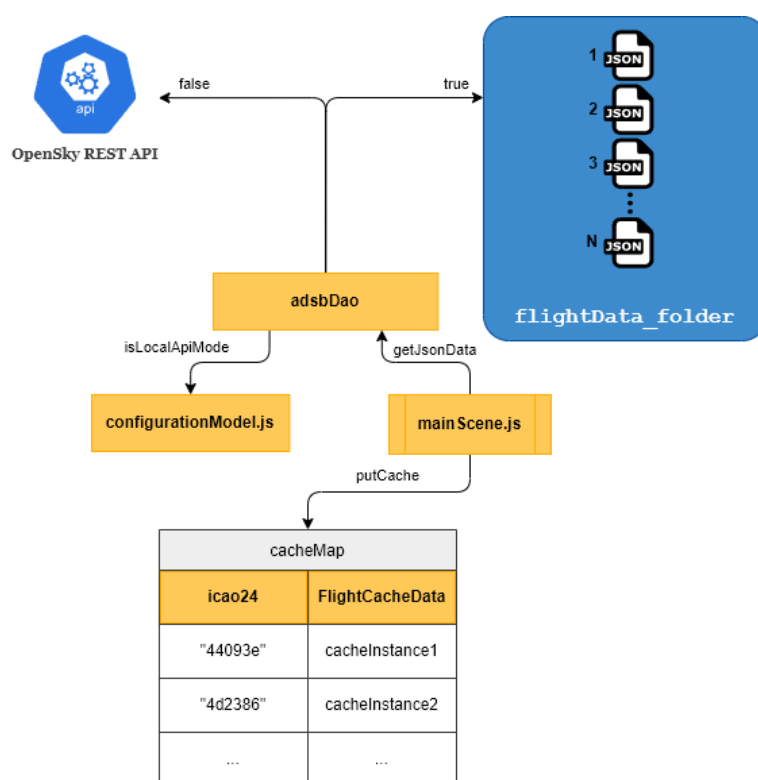 false
true
api
OpenSky REST API
1 JSON
2 JSON
3 JSON
N JSON
flightData_folder
adsbDao
isLocalApiMode
getJsonData
configurationModel.js
mainScene.js
putCache
cacheMap
icao24 FlightCacheData
"44093e" cacheInstance1
"4d2386" cacheInstance2
... ...